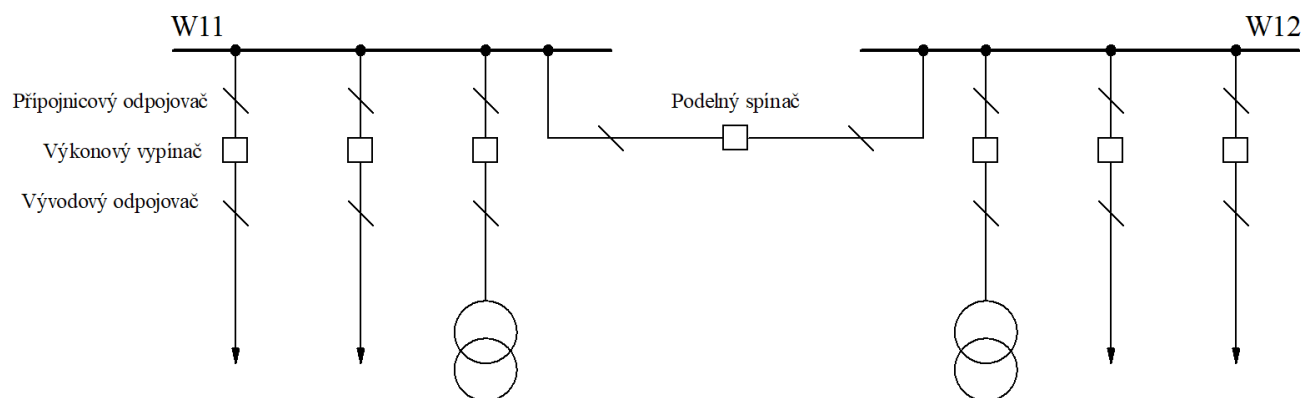 W11
W12
Přípojnicový odpojovač
Podelný spínač
Výkonový vypínač
Vývodový odpojovač